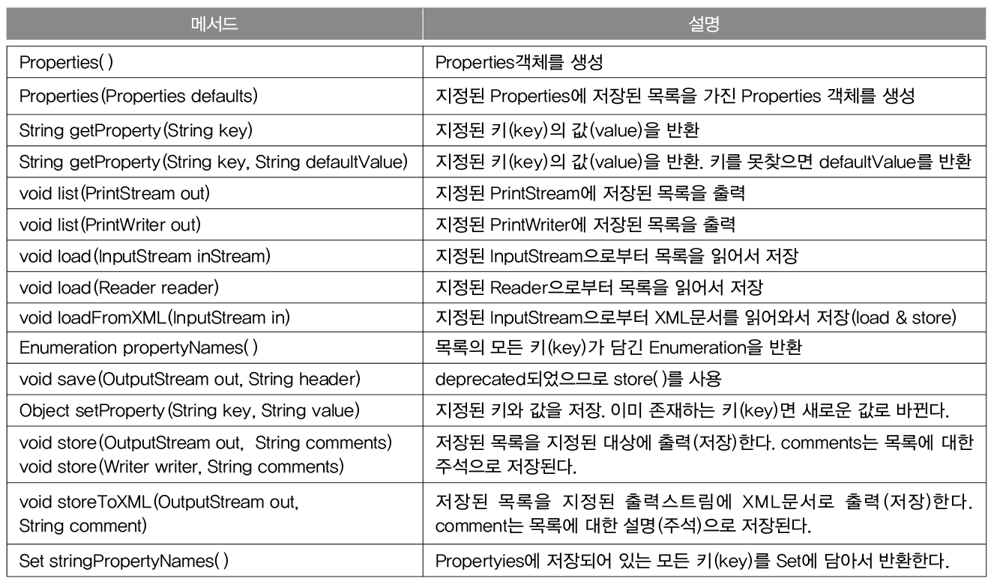 메서드 설명
Properties( ) Properties객체를 생성
Properties(Properties defaults) 지정된 Properties에 저장된 목록을 가진 Properties 객체를 생성
String getProperty(String key) 지정된 키(key)의 값(value)을 반환
String getProperty(String key, String defaultValue) 지정된 키(key)의 값(value)을 반환. 키를 못찾으면 defaultValue를 반환
void list(PrintStream out) 지정된 PrintStream에 저장된 목록을 출력
void list(PrintWriter out) 지정된 PrintWriter에 저장된 목록을 출력
void load(InputStream inStream) 지정된 InputStream으로부터 목록을 읽어서 저장
void load(Reader reader) 지정된 Reader으로부터 목록을 읽어서 저장
void loadFromXML(InputStream in) 지정된 InputStream으로부터 XML문서를 읽어와서 저장(load & store)
Enumeration propertyNames( ) 목록의 모든 키(key)가 담긴 Enumeration을 반환
void save(OutputStream out, String header) deprecated되었으므로 store( )를 사용
Object setProperty(String key, String value) 지정된 키와 값을 저장. 이미 존재하는 키(key)면 새로운 값로 바뀐다.
void store(OutputStream out, String comments) 저장된 목록을 지정된 대상에 출력(저장)한다. comments는 목록에 대한
void store(Writer writer, String comments) 주석으로 저장된다.
void storeToXML(OutputStream out, 저장된 목록을 지정된 출력스트림에 XML문서로 출력(저장)한다.
String comment) comment는 목록에 대한 설명(주석)으로 저장된다.
Set stringPropertyNames( ) Propertyies에 저장되어 있는 모든 키(key)를 Set에 담아서 반환한다.